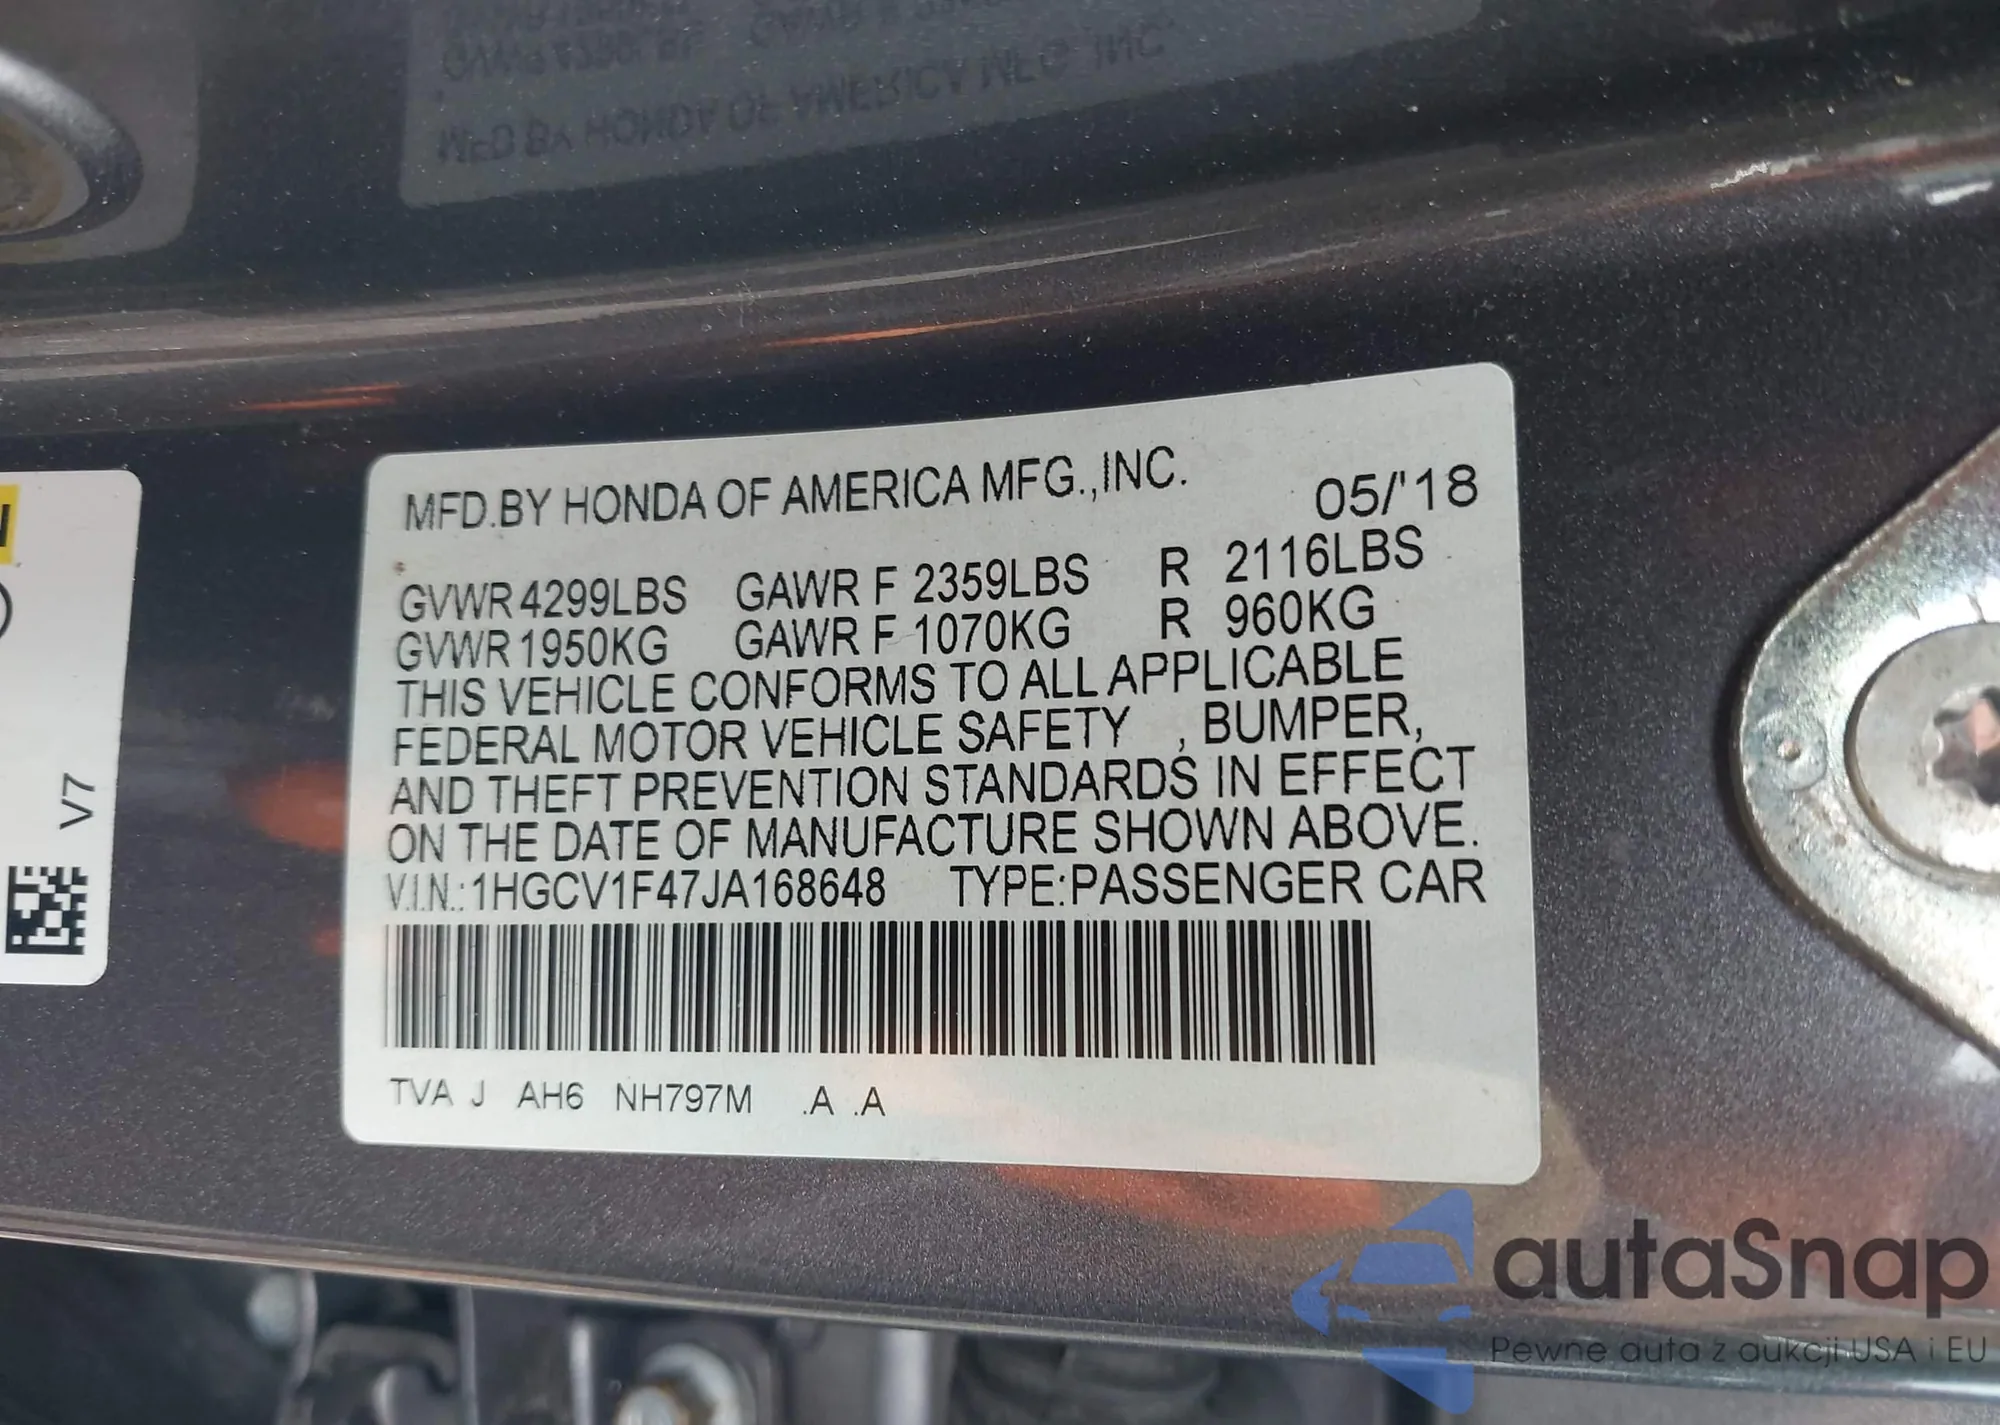 MFD.BY HONDA OF AMERICA MFG.,INC. 05/'18
GVWR 4299LBS GAWR F 2359LBS R 2116LBS
GVWR 1950KG GAWR F 1070KG R 960KG
THIS VEHICLE CONFORMS TO ALL APPLICABLE
FEDERAL MOTOR VEHICLE SAFETY , BUMPER,
AND THEFT PREVENTION STANDARDS IN EFFECT
ON THE DATE OF MANUFACTURE SHOWN ABOVE.
V.I.N.: 1HGCV1F47JA168648 TYPE:PASSENGER CAR
TVA J AH6 NH797M .A .A
V7
autaSnap
Pewne auta z aukcji USA i EU